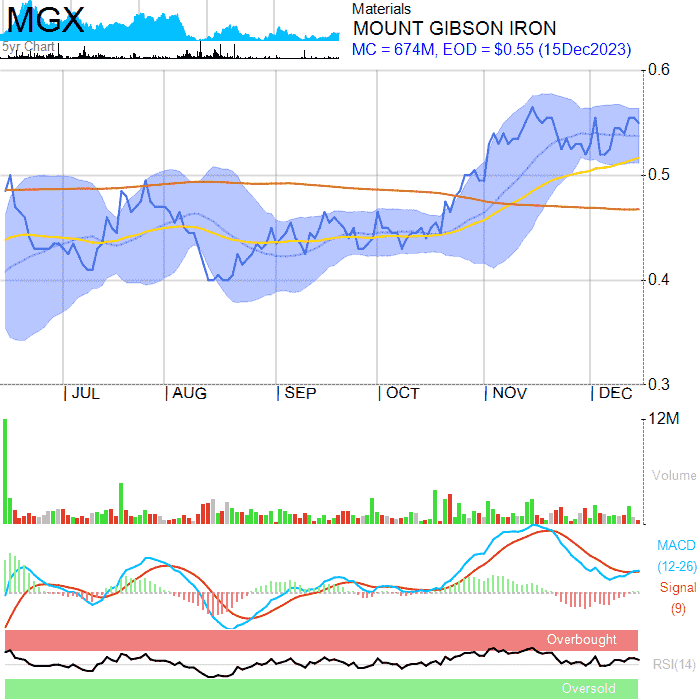 MGX
5yr Chart
Materials
MOUNT GIBSON IRON
MC = 674M, EOD = $0.55 (15Dec2023)
0.6
0.5
0.4
0.3
| JUL | AUG | SEP | OCT | NOV | DEC
12M
Volume
MACD
(12-26)
Signal
(9)
Overbought
RSI(14)
Oversold